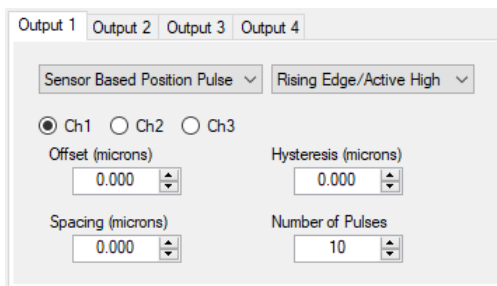 Output 1 Output 2 Output 3 Output 4
Sensor Based Position Pulse Rising Edge/Active High
Ch1 Ch2 Ch3
Offset (microns) Hysteresis (microns)
0.000 0.000
Spacing (microns) Number of Pulses
0.000 10